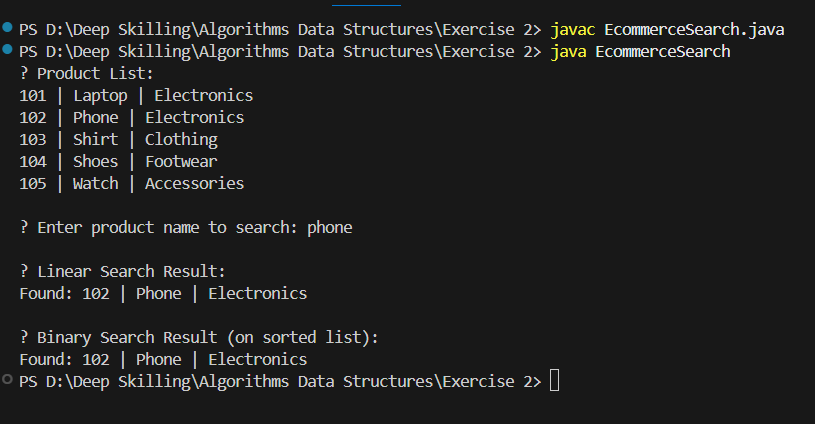 PS D:\Deep Skilling\Algorithms Data Structures\Exercise 2> javac EcommerceSearch.java
PS D:\Deep Skilling\Algorithms Data Structures\Exercise 2> java EcommerceSearch
? Product List:
101 | Laptop | Electronics
102 | Phone | Electronics
103 | Shirt | Clothing
104 | Shoes | Footwear
105 | Watch | Accessories
? Enter product name to search: phone
? Linear Search Result:
Found: 102 | Phone | Electronics
? Binary Search Result (on sorted list):
Found: 102 | Phone | Electronics
PS D:\Deep Skilling\Algorithms Data Structures\Exercise 2>